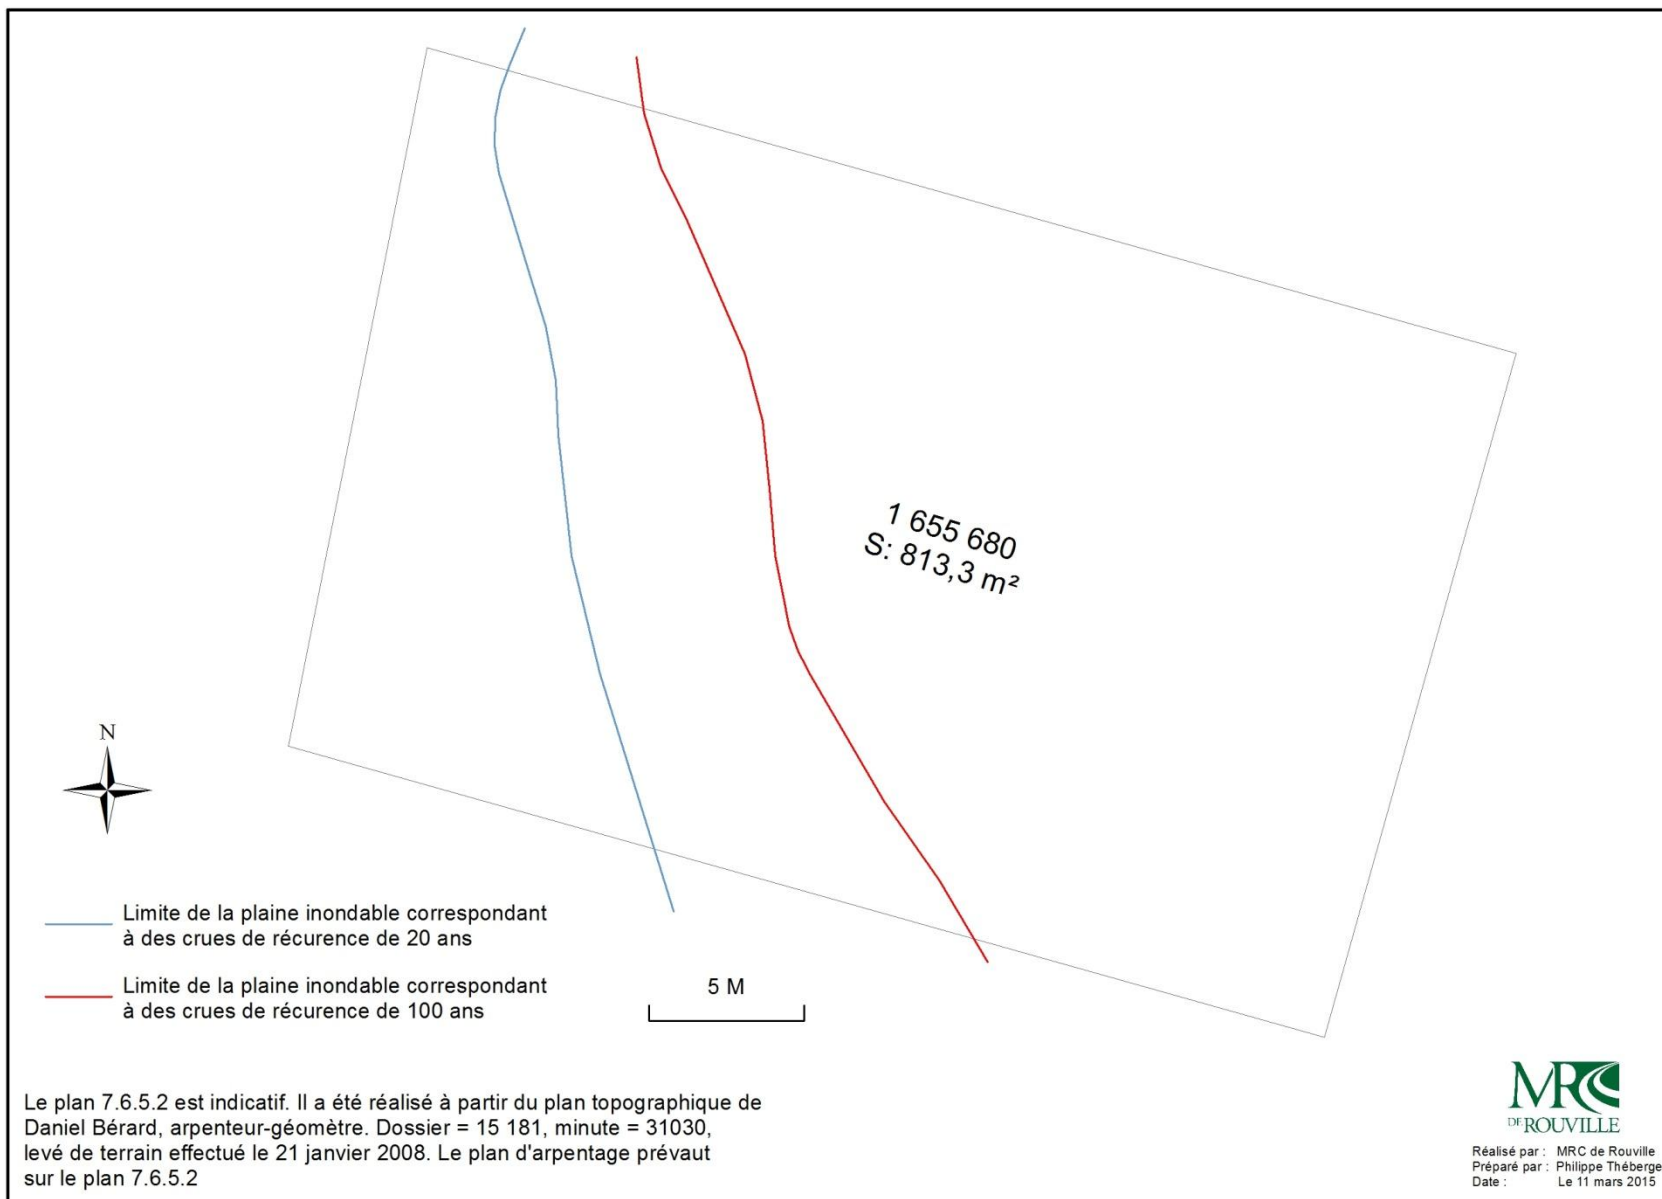 1 655 680
S: 813,3 m²
N
Limite de la plaine inondable correspondant
à des crues de récurence de 20 ans
Limite de la plaine inondable correspondant
à des crues de récurence de 100 ans
5 M
Le plan 7.6.5.2 est indicatif. Il a été réalisé à partir du plan topographique de
Daniel Bérard, arpenteur-géomètre. Dossier = 15 181, minute = 31030,
levé de terrain effectué le 21 janvier 2008. Le plan d'arpentage prévaut
sur le plan 7.6.5.2
MRC
DE ROUVILLE
Réalisé par : MRC de Rouville
Préparé par : Philippe Théberge
Date : Le 11 mars 2015